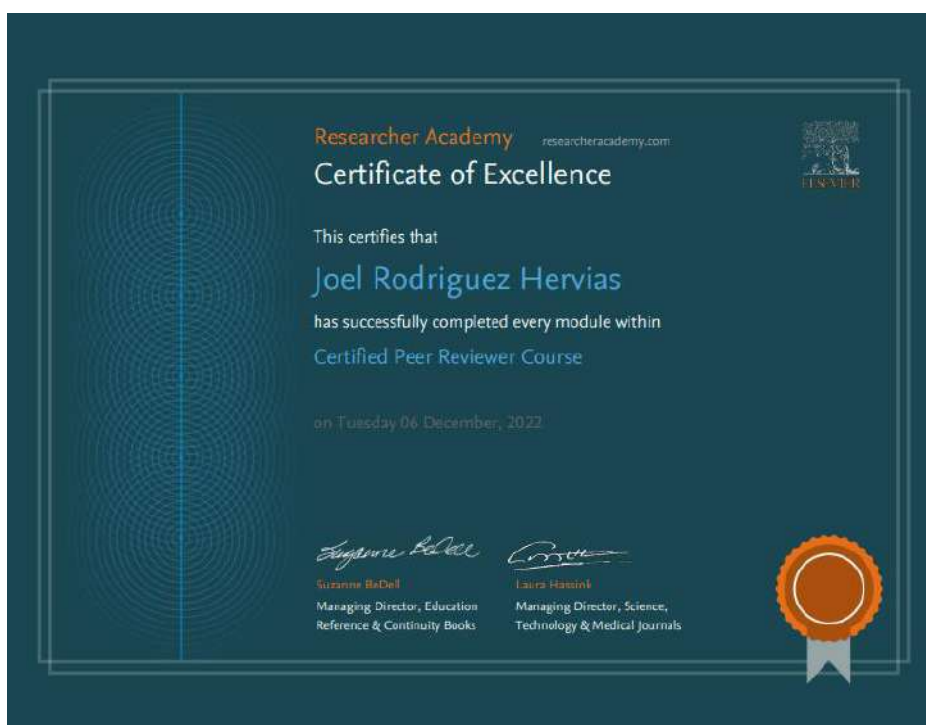 Researcher Academy researcheracademy.com
Certificate of Excellence
ELSEVIER
This certifies that
Joel Rodriguez Hervias
has successfully completed every module within
Certified Peer Reviewer Course
on Tuesday 06 December, 2022
Suzanne BeDell
Suzanne BeDell
Managing Director, Education
Reference & Continuity Books
Laura Hassink
Managing Director, Science,
Technology & Medical Journals